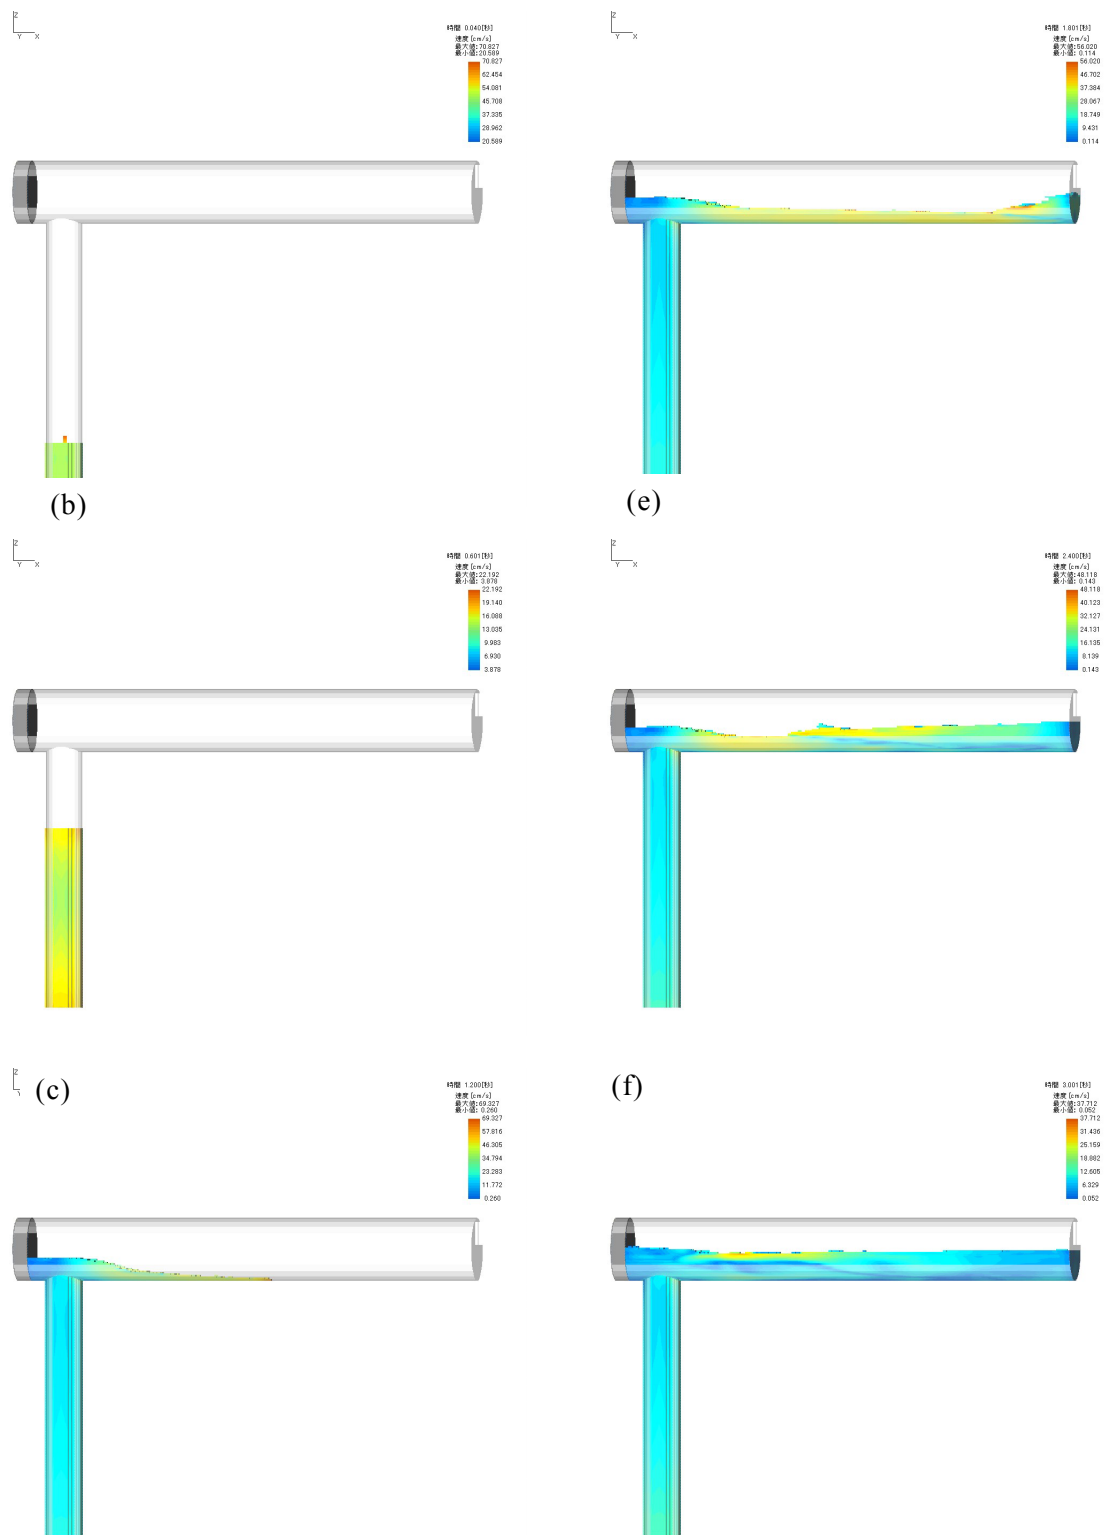 Z
Y X
時間 0.040[秒]
速度 [cm/s]
最大値:70.827
最小値:20.589
70.827
62.454
54.081
45.708
37.335
28.962
20.589
(b)
Z
Y X
時間 0.601[秒]
速度 [cm/s]
最大値:22.192
最小値: 3.878
22.192
19.140
16.088
13.035
9.983
6.930
3.878
Z
(c)
時間 1.200[秒]
速度 [cm/s]
最大値:69.327
最小値: 0.260
69.327
57.816
46.305
34.794
23.283
11.772
0.260
Z
Y X
時間 1.801[秒]
速度 [cm/s]
最大値:56.020
最小値: 0.114
56.020
46.702
37.384
28.067
18.749
9.431
0.114
(e)
Z
Y X
時間 2.400[秒]
速度 [cm/s]
最大値:48.118
最小値: 0.143
48.118
40.123
32.127
24.131
16.135
8.139
0.143
(f)
時間 3.001[秒]
速度 [cm/s]
最大値:37.712
最小値: 0.052
37.712
31.436
25.159
18.882
12.605
6.329
0.052